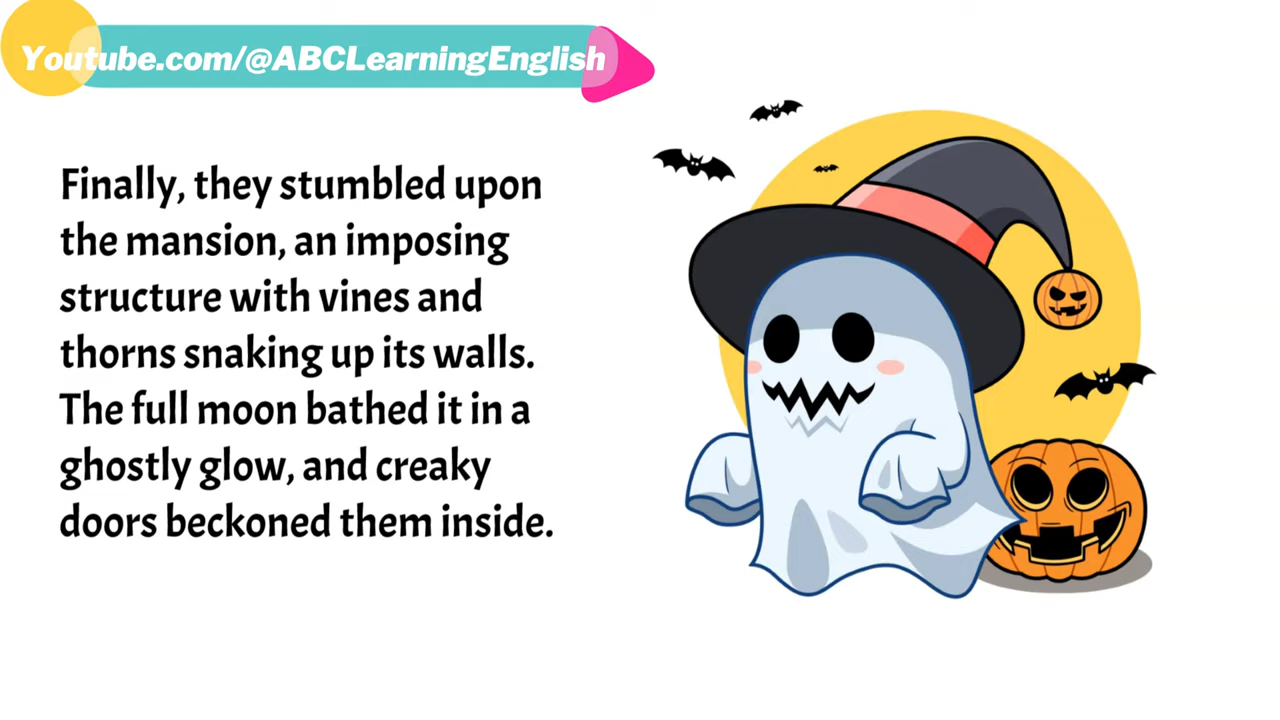 Youtube.com/@ABCLearningEnglish
Finally, they stumbled upon
the mansion, an imposing
structure with vines and
thorns snaking up its walls.
The full moon bathed it in a
ghostly glow, and creaky
doors beckoned them inside.